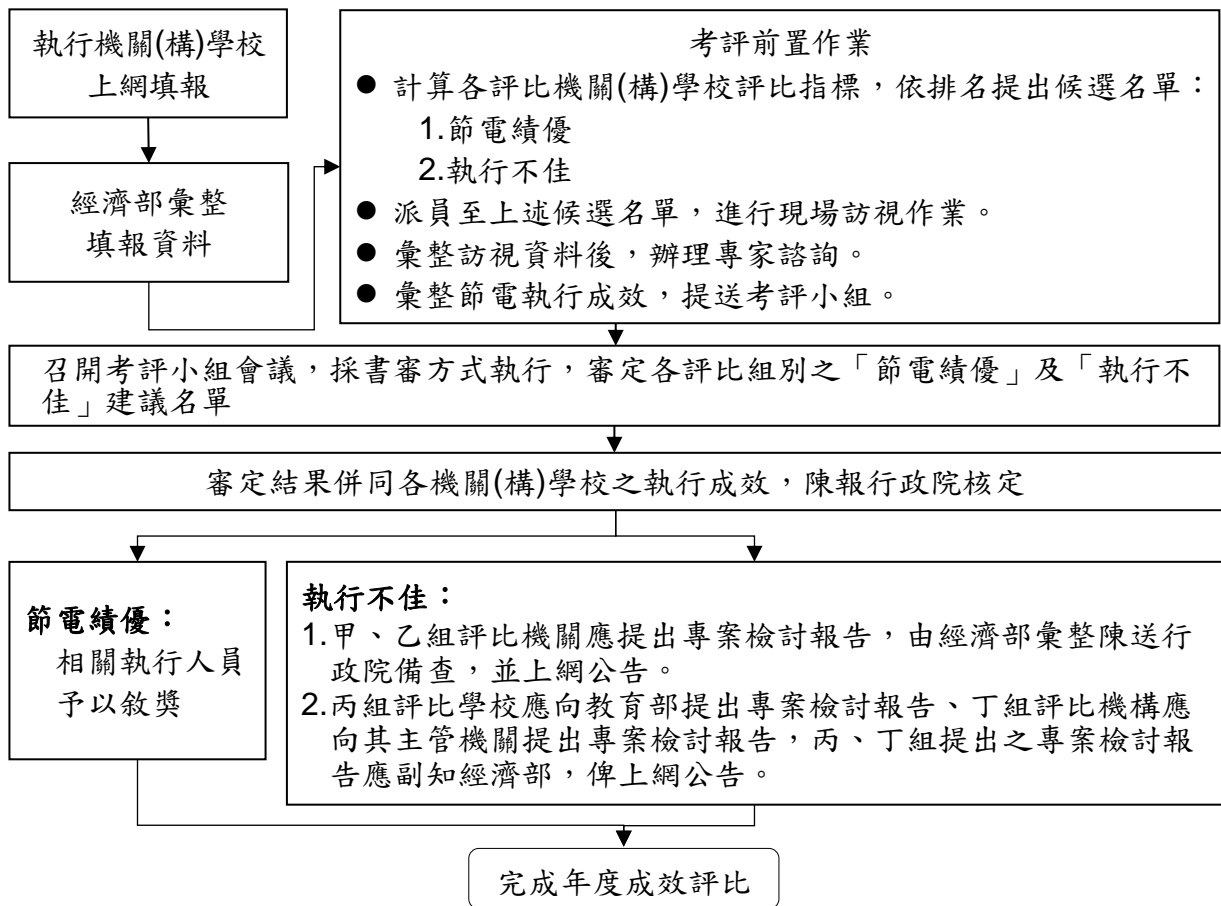 執行機關(構)學校
上網填報
經濟部彙整
填報資料
考評前置作業
● 計算各評比機關(構)學校評比指標，依排名提出候選名單：
1.節電績優
2.執行不佳
● 派員至上述候選名單，進行現場訪視作業。
● 彙整訪視資料後，辦理專家諮詢。
● 彙整節電執行成效，提送考評小組。
召開考評小組會議，採書審方式執行，審定各評比組別之「節電績優」及「執行不
佳」建議名單
審定結果併同各機關(構)學校之執行成效，陳報行政院核定
節電績優：
相關執行人員
予以敘獎
執行不佳：
1.甲、乙組評比機關應提出專案檢討報告，由經濟部彙整陳送行
政院備查，並上網公告。
2.丙組評比學校應向教育部提出專案檢討報告、丁組評比機構應
向其主管機關提出專案檢討報告，丙、丁組提出之專案檢討報
告應副知經濟部，俾上網公告。
完成年度成效評比